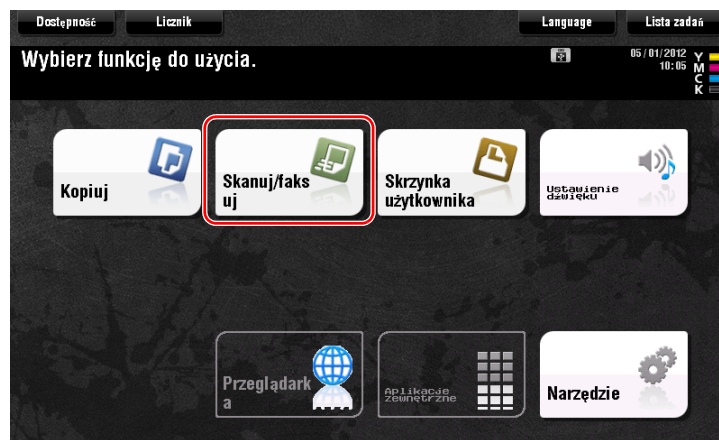 Dostępność Licznik Language Lista zadań
Wybierz funkcję do użycia.
05/01/2012
10:05
Y
M
C
K
Kopiuj
Skanuj/faks
uj
Skrzynka
użytkownika
Ustawienie
dźwięku
Przeglądark
a
Aplikacje
zewnętrzne
Narzędzie